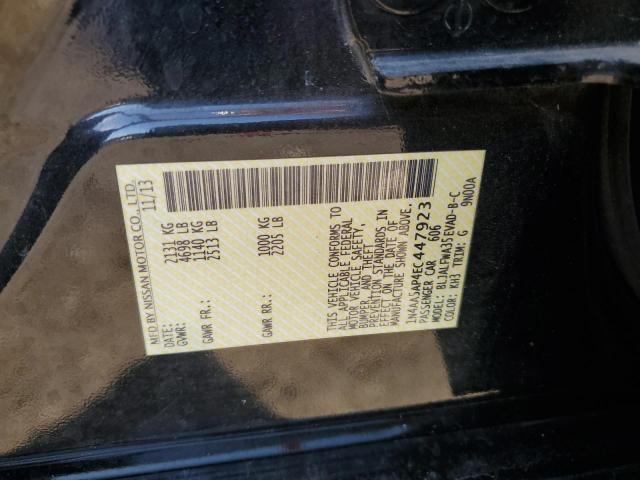 MFD BY NISSAN MOTOR CO., LTD.
DATE: 11/13
GVWR: 2131 KG
4698 LB
GAWR FR.: 1140 KG
2513 LB
GAWR RR.: 1000 KG
2205 LB
THIS VEHICLE CONFORMS TO
ALL APPLICABLE FEDERAL
MOTOR VEHICLE SAFETY,
BUMPER, AND THEFT
PREVENTION STANDARDS IN
EFFECT ON THE DATE OF
MANUFACTURE SHOWN ABOVE.
1N4AA5AP4EC447923
PASSENGER CAR 606
MODEL: BLJALFWA35EVAD-B-C
COLOR: KH3 TRIM: G 9N00A